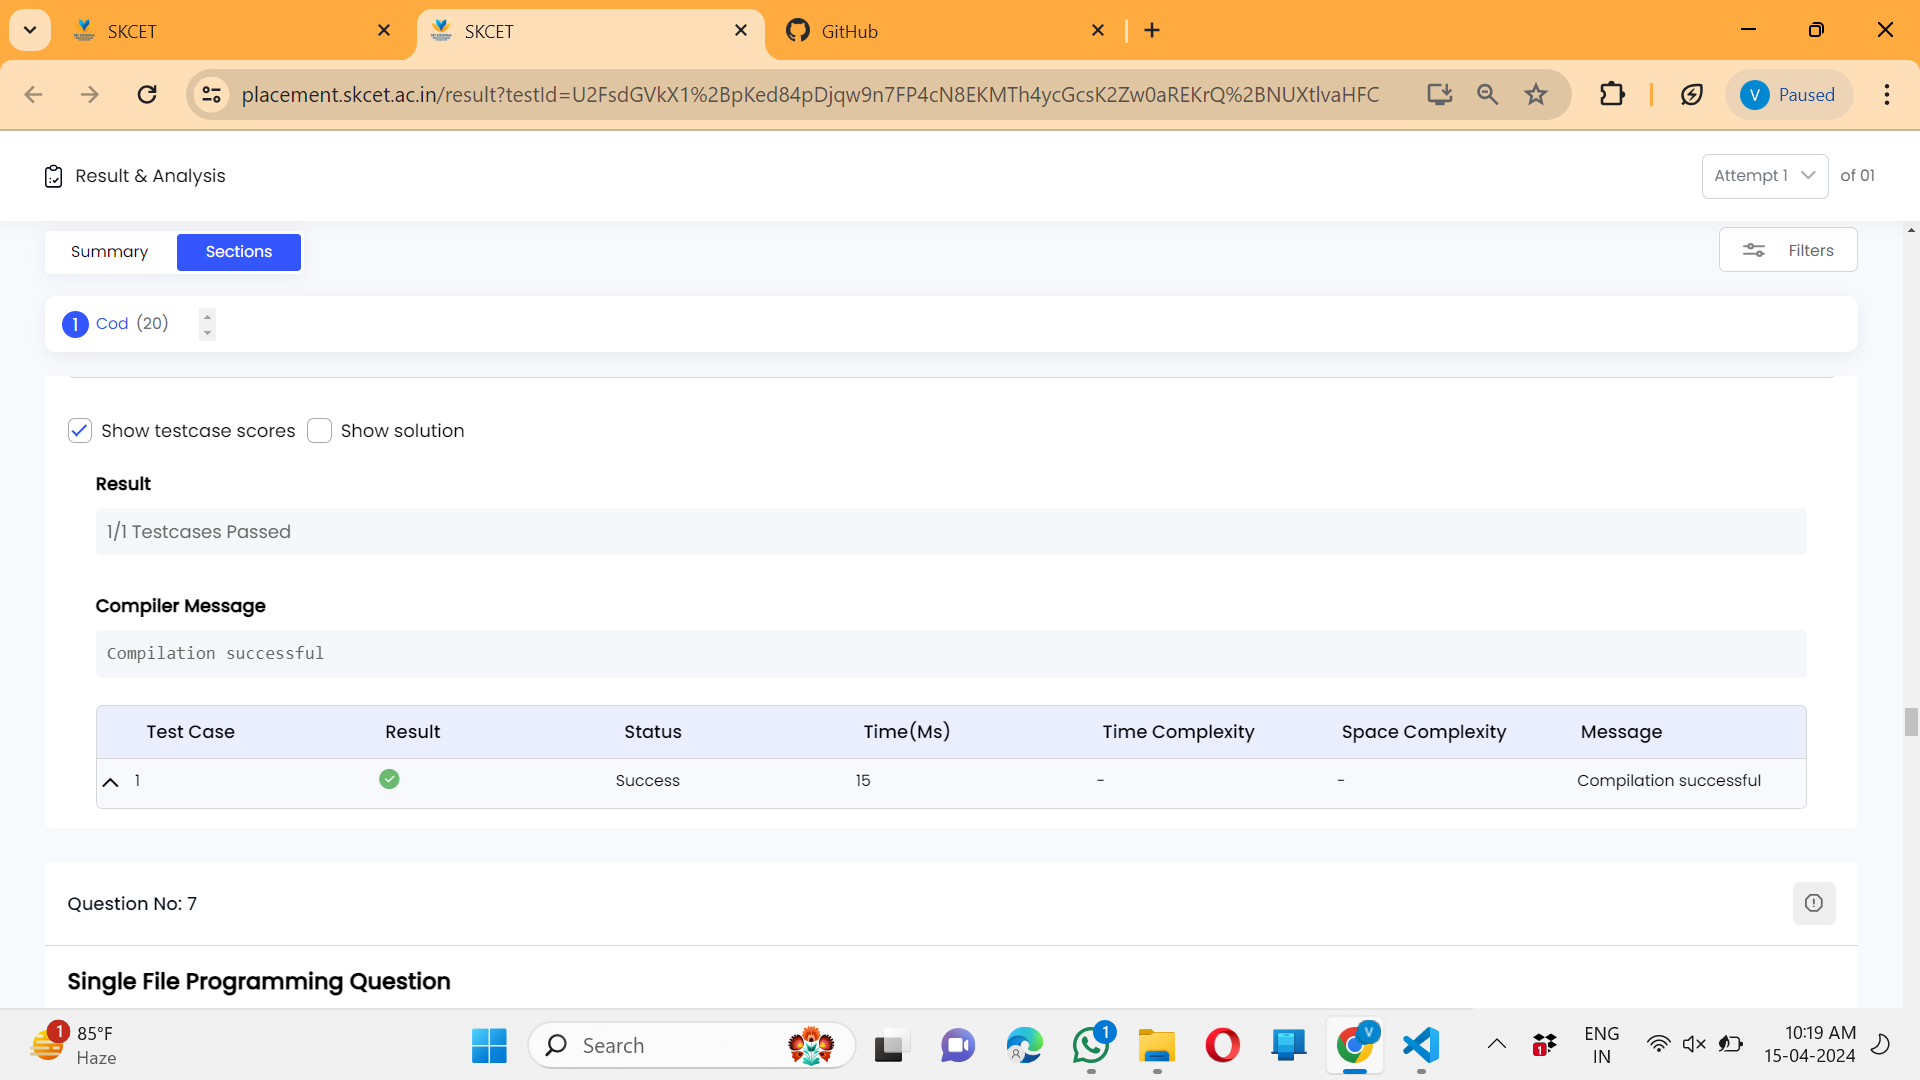 SKCET
SKCET
GitHub
placement.skcet.ac.in/result?testId=U2FsdGVkX1%2BpKed84pDjqw9n7FP4cN8EKMTh4ycGcsK2Zw0aREKrQ%2BNUXtlvaHFC
V Paused
Result & Analysis
Attempt 1 of 01
Summary
Sections
Filters
1 Cod (20)
Show testcase scores
Show solution
Result
1/1 Testcases Passed
Compiler Message
Compilation successful
Test Case Result Status Time(Ms) Time Complexity Space Complexity Message
1 Success 15 - - Compilation successful
Question No: 7
Single File Programming Question
1
85°F
Haze
Search
1
V
1
ENG
IN
10:19 AM
15-04-2024